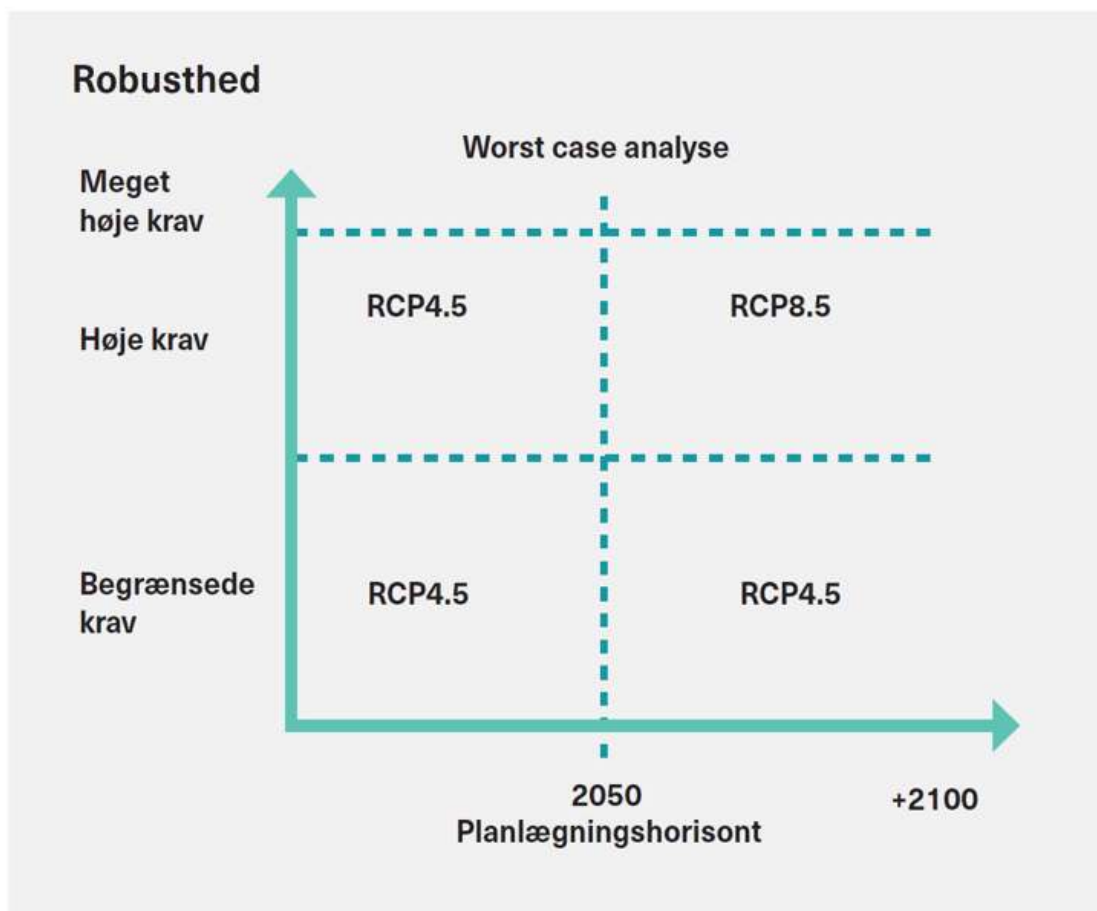 Robusthed
Worst case analyse
Meget
høje krav
RCP4.5
RCP8.5
Høje krav
Begrænsede
krav
RCP4.5
RCP4.5
2050
+2100
Planlægningshorisont